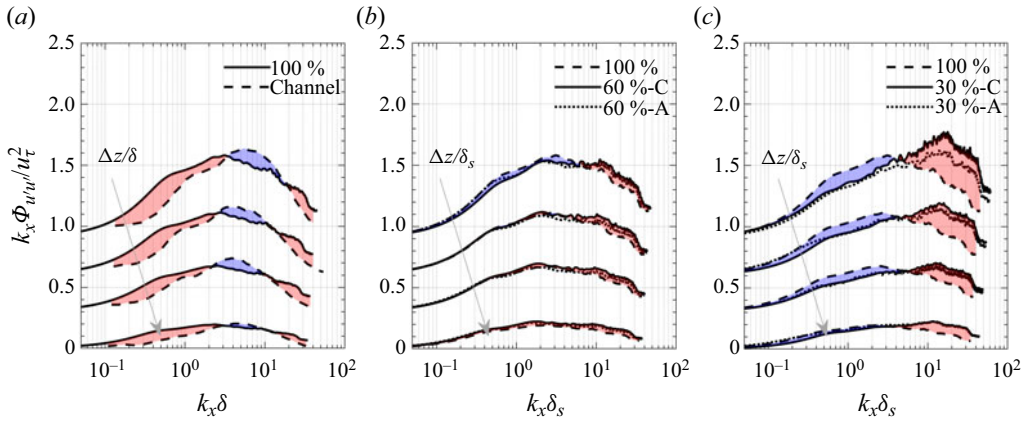 (a) (b) (c)
2.5 2.5 2.5
100 % 100 % 100 %
Channel 60 %-C 30 %-C
60 %-A 30 %-A
2.0 2.0 2.0
Δz/δ Δz/δₛ Δz/δₛ
1.5 1.5 1.5
kₓΦᵤ′ᵤ′/u²τ
1.0 1.0 1.0
0.5 0.5 0.5
0 0 0
10⁻¹ 10⁰ 10¹ 10² 10⁻¹ 10⁰ 10¹ 10² 10⁻¹ 10⁰ 10¹ 10²
kₓδ kₓδₛ kₓδₛ